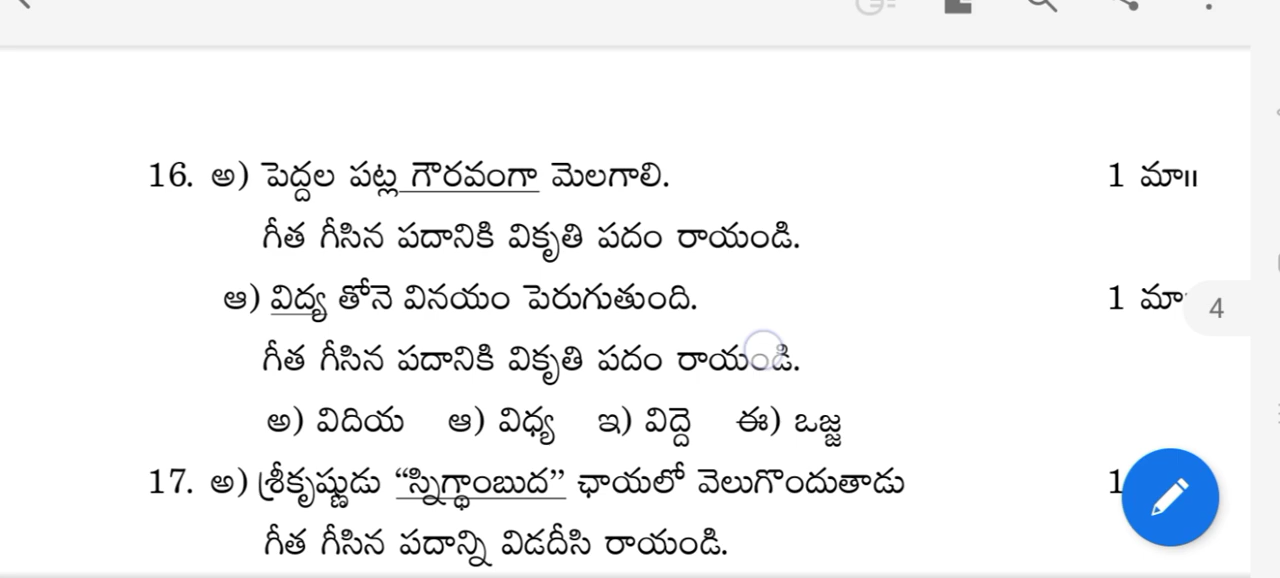 16. అ) పెద్దల పట్ల గౌరవంగా మెలగాలి. 1 మా॥
గీత గీసిన పదానికి వికృతి పదం రాయండి.
ఆ) విద్య తోనె వినయం పెరుగుతుంది. 1 మా
4
గీత గీసిన పదానికి వికృతి పదం రాయండి.
అ) విదియ ఆ) విధ్య ఇ) విద్దె ఈ) ఒజ్జ
17. అ) శ్రీకృష్ణుడు “స్నిగ్థాంబుద” ఛాయలో వెలుగొందుతాడు 1
గీత గీసిన పదాన్ని విడదీసి రాయండి.